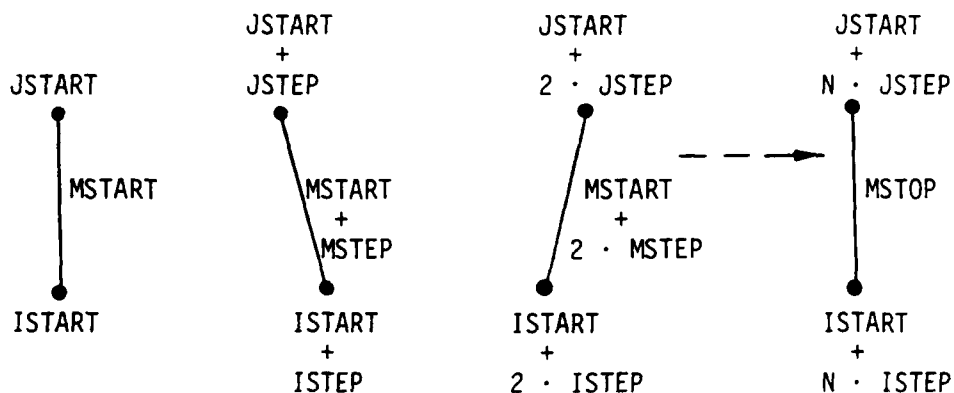 JSTART
MSTART
ISTART
JSTART
+
JSTEP
MSTART
+
MSTEP
ISTART
+
ISTEP
JSTART
+
2 · JSTEP
MSTART
+
2 · MSTEP
ISTART
+
2 · ISTEP
JSTART
+
N · JSTEP
MSTOP
ISTART
+
N · ISTEP